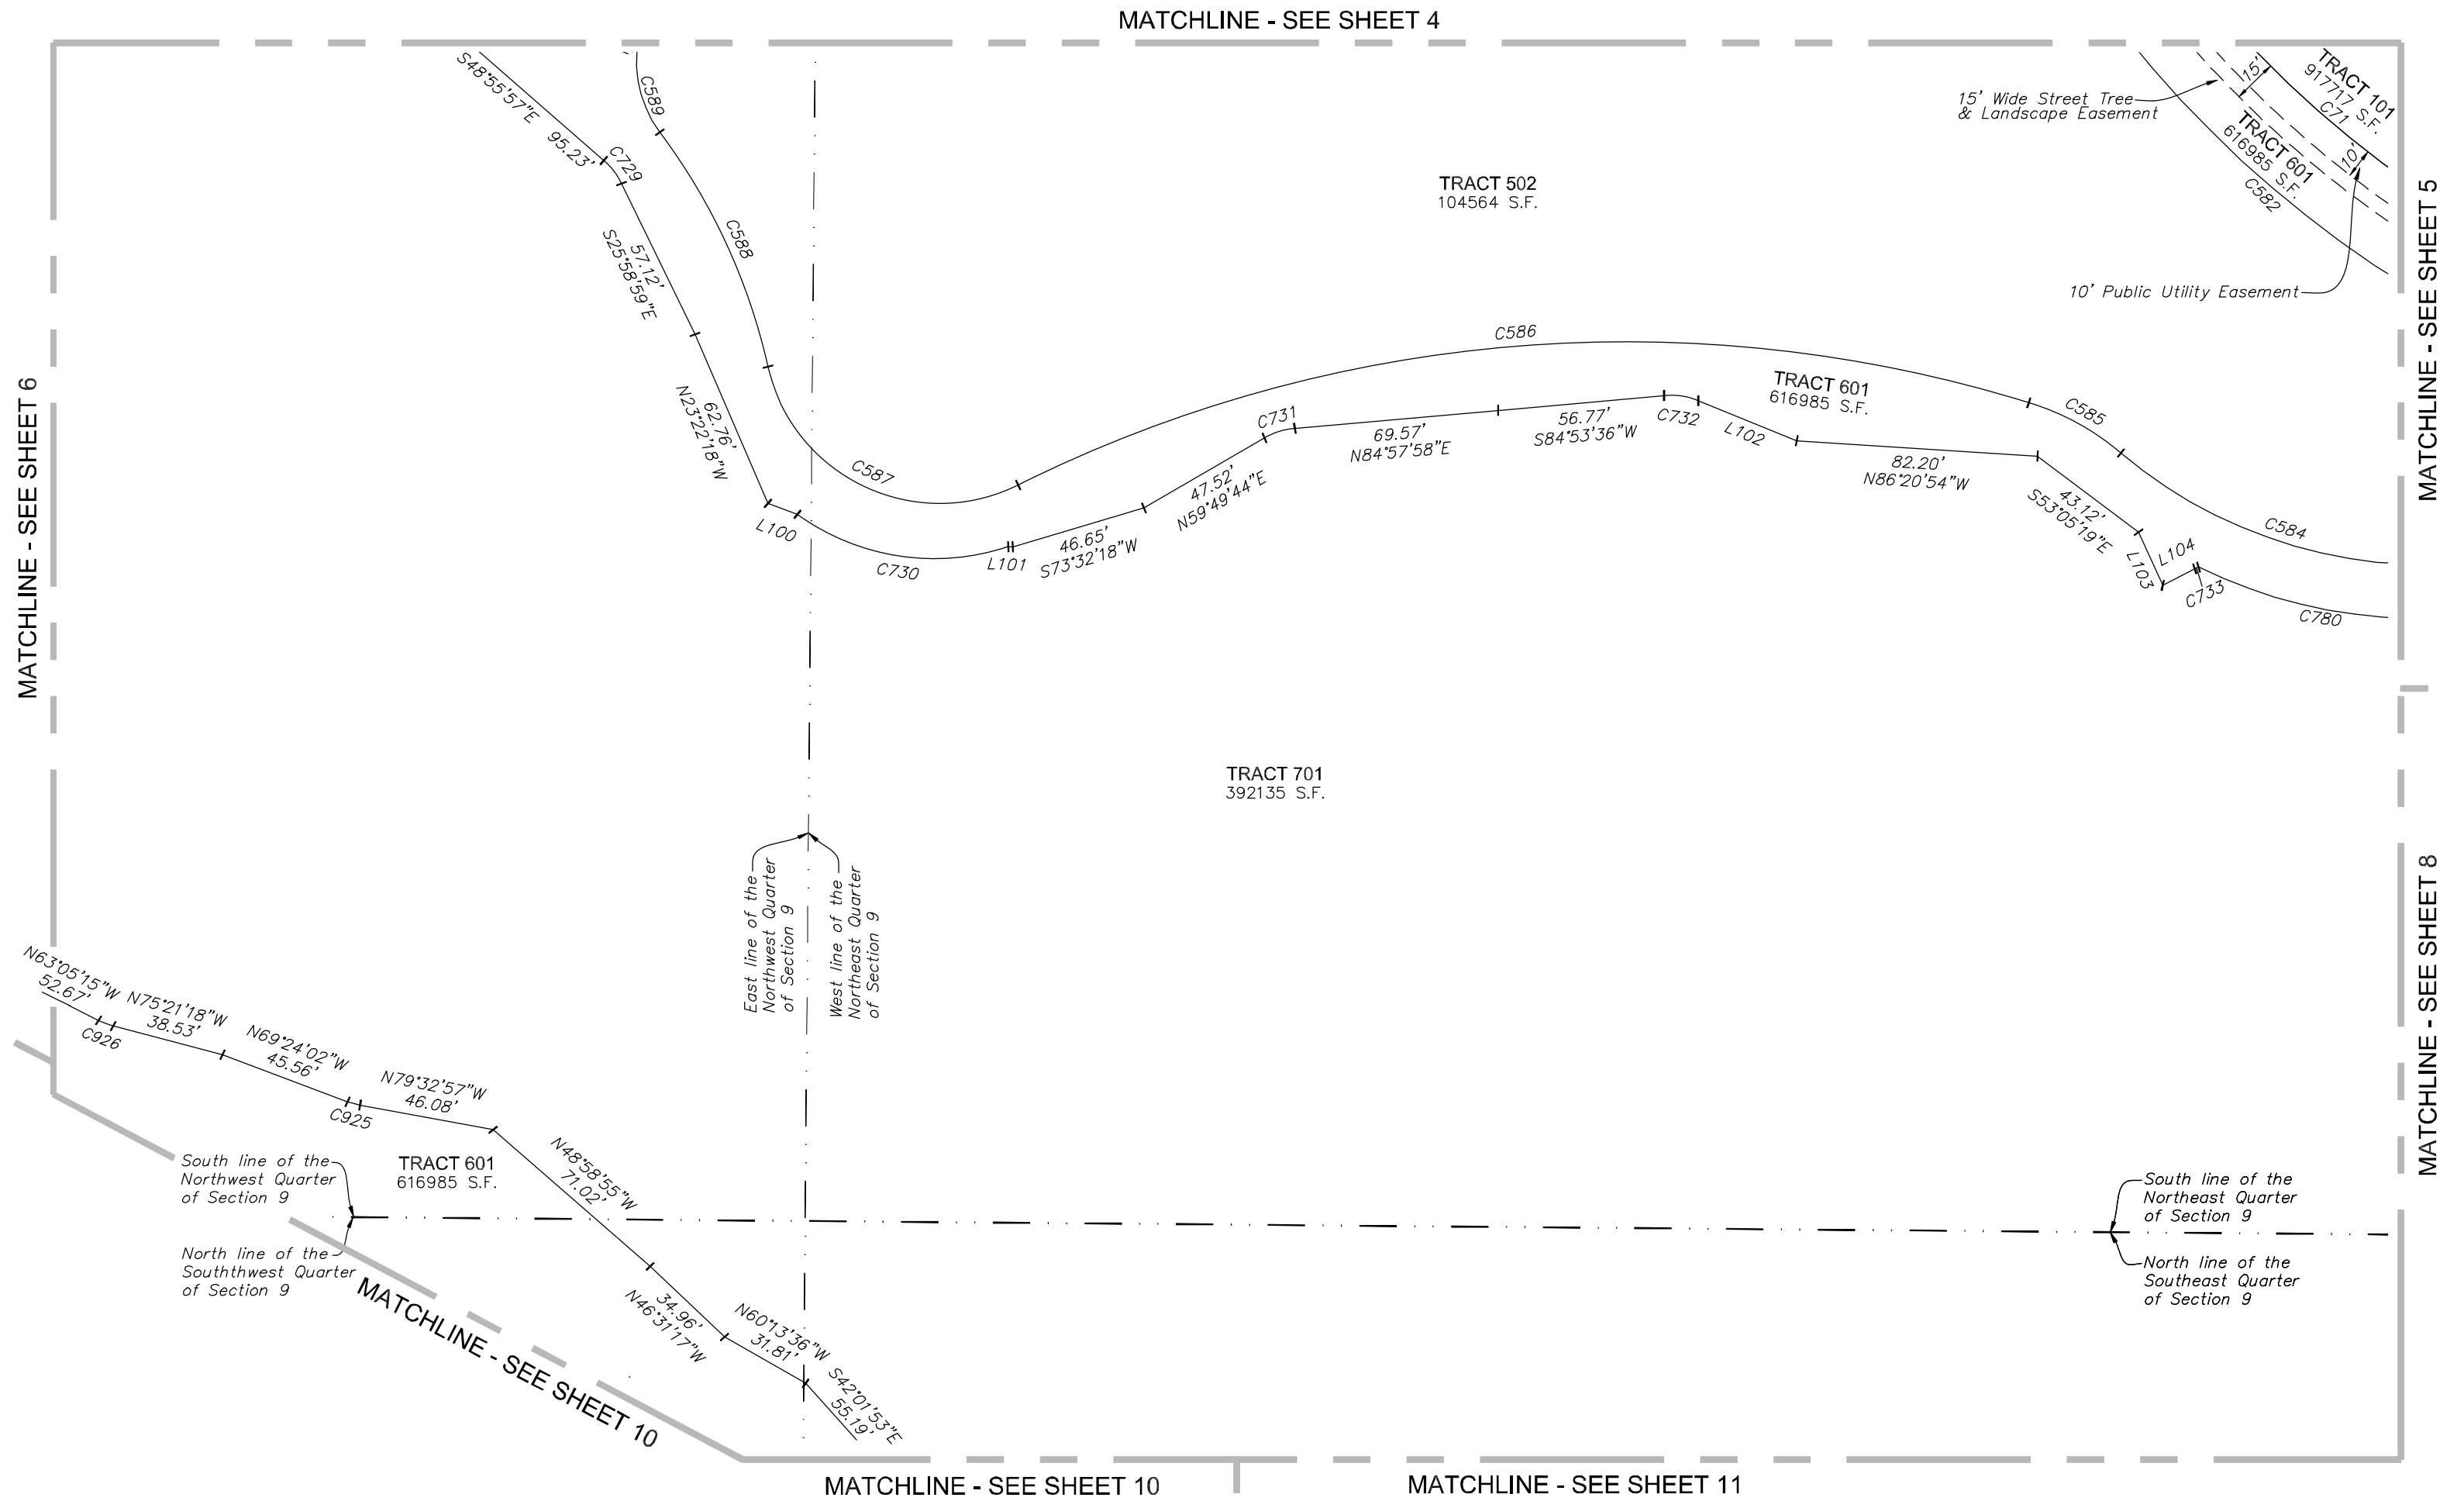 MATCHLINE - SEE SHEET 4
S48°55'57"E 95.23'
C589
C729
15' Wide Street Tree
& Landscape Easement
15'
TRACT 101
917717 S.F.
C71
TRACT 601
616985 S.F.
10'
C582
MATCHLINE - SEE SHEET 5
TRACT 502
104564 S.F.
57.12'
S25°58'59"E
C588
10' Public Utility Easement
C586
MATCHLINE - SEE SHEET 6
62.76'
N23°22'18"W
TRACT 601
616985 S.F.
C585
C731
69.57'
N84°57'58"E
56.77'
S84°53'36"W
C732
L102
82.20'
N86°20'54"W
C587
47.52'
N59°49'44"E
43.12'
S53°05'19"E
C584
L100
C730
L101
46.65'
S73°32'18"W
L103
L104
C733
C780
TRACT 701
392135 S.F.
East line of the
Northwest Quarter
of Section 9
West line of the
Northeast Quarter
of Section 9
MATCHLINE - SEE SHEET 8
N63°05'15"W
52.67'
C926
N75°21'18"W
38.53'
N69°24'02"W
45.56'
C925
N79°32'57"W
46.08'
N48°58'55"W
71.02'
South line of the
Northwest Quarter
of Section 9
TRACT 601
616985 S.F.
North line of the
Souththwest Quarter
of Section 9
South line of the
Northeast Quarter
of Section 9
North line of the
Southeast Quarter
of Section 9
34.96'
N46°31'17"W
N60°13'36"W
31.81'
S42°01'53"E
55.19'
MATCHLINE - SEE SHEET 10
MATCHLINE - SEE SHEET 10
MATCHLINE - SEE SHEET 11